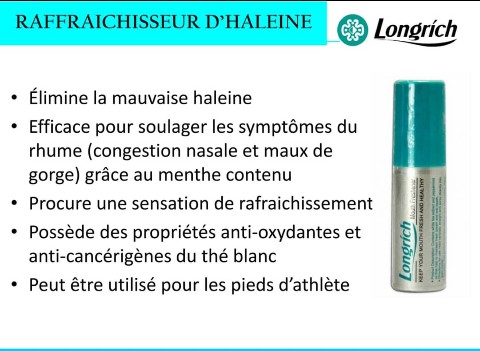 RAFFRAICHISSEUR D'HALEINE
Longrich
• Élimine la mauvaise haleine
• Efficace pour soulager les symptômes du
rhume (congestion nasale et maux de
gorge) grâce au menthe contenu
• Procure une sensation de rafraichissement
• Possède des propriétés anti-oxydantes et
anti-cancérigènes du thé blanc
• Peut être utilisé pour les pieds d'athlète
Longrich
KEEP YOUR MOUTH FRESH AND HEALTHY